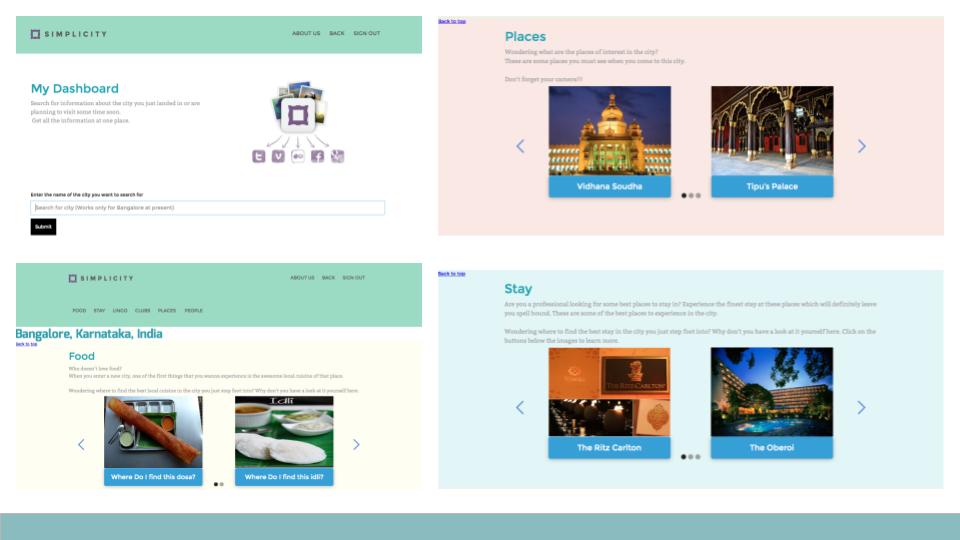 SIMPLICITY
ABOUT US BACK SIGN OUT
My Dashboard
Search for information about the city you just landed in or are
planning to visit some time soon.
Get all the information at one place.
Enter the name of the city you want to search for
Search for city (Works only for Bangalore at present)
Submit
Back to top
Places
Wondering what are the places of interest in the city?
These are some places you must see when you come to this city.
Don't forget your camera!!!
Vidhana Soudha
Tipu's Palace
SIMPLICITY
ABOUT US BACK SIGN OUT
FOOD STAY LINGO CLUBS PLACES PEOPLE
Bangalore, Karnataka, India
Back to top
Food
Who doesn't love food?
When you enter a new city, one of the first things that you wanna experience is the awesome local cuisine of that place.
Wondering where to find the best local cuisine in the city you just step foot into? Why don't you have a look at it yourself here.
Idli
Where Do I find this dosa?
Where Do I find this idli?
Back to top
Stay
Are you a professional looking for some best places to stay in? Experience the finest stay at these places which will definitely leave
you spell bound. These are some of the best places to experience in the city.
Wondering where to find the best stay in the city you just step foot into? Why don't you have a look at it yourself here. Click on the
buttons below the images to learn more.
THE RITZ-CARLTON
The Ritz Carlton
The Oberoi